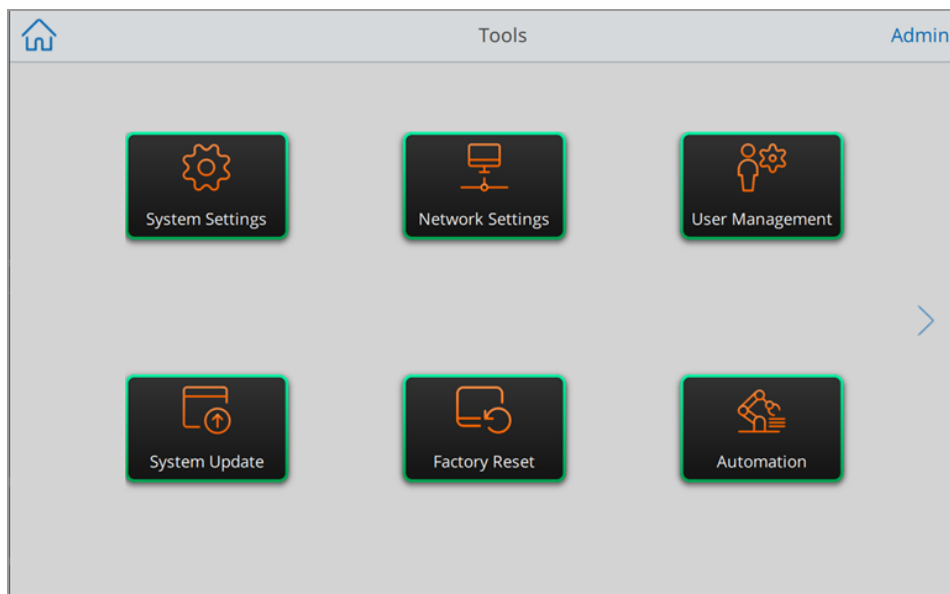 Tools
Admin
System Settings
Network Settings
User Management
System Update
Factory Reset
Automation